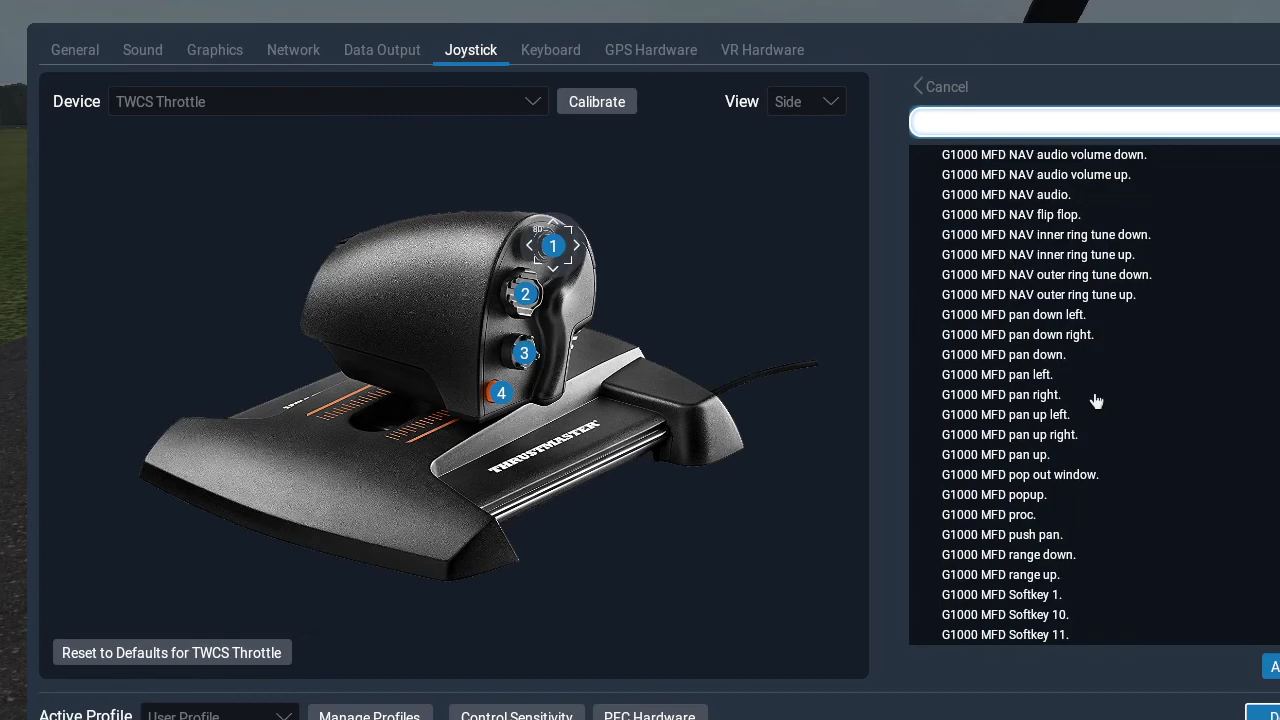 General Sound Graphics Network Data Output Joystick Keyboard GPS Hardware VR Hardware
Device TWCS Throttle Calibrate View Side
Cancel
8D
1
2
3
4
THRUSTMASTER
Reset to Defaults for TWCS Throttle
G1000 MFD NAV audio volume down.
G1000 MFD NAV audio volume up.
G1000 MFD NAV audio.
G1000 MFD NAV flip flop.
G1000 MFD NAV inner ring tune down.
G1000 MFD NAV inner ring tune up.
G1000 MFD NAV outer ring tune down.
G1000 MFD NAV outer ring tune up.
G1000 MFD pan down left.
G1000 MFD pan down right.
G1000 MFD pan down.
G1000 MFD pan left.
G1000 MFD pan right.
G1000 MFD pan up left.
G1000 MFD pan up right.
G1000 MFD pan up.
G1000 MFD pop out window.
G1000 MFD popup.
G1000 MFD proc.
G1000 MFD push pan.
G1000 MFD range down.
G1000 MFD range up.
G1000 MFD Softkey 1.
G1000 MFD Softkey 10.
G1000 MFD Softkey 11.
A
Active Profile User Profile Manage Profiles Control Sensitivity PFC Hardware D